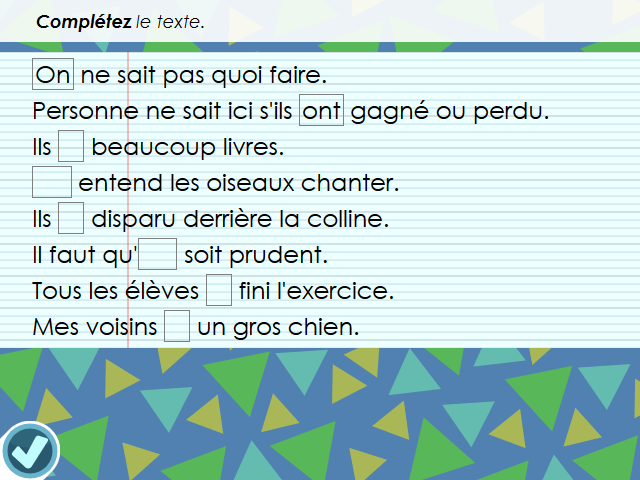 Complétez le texte.
On ne sait pas quoi faire.
Personne ne sait ici s'ils ont gagné ou perdu.
Ils beaucoup livres.
entend les oiseaux chanter.
Ils disparu derrière la colline.
Il faut qu' soit prudent.
Tous les élèves fini l'exercice.
Mes voisins un gros chien.